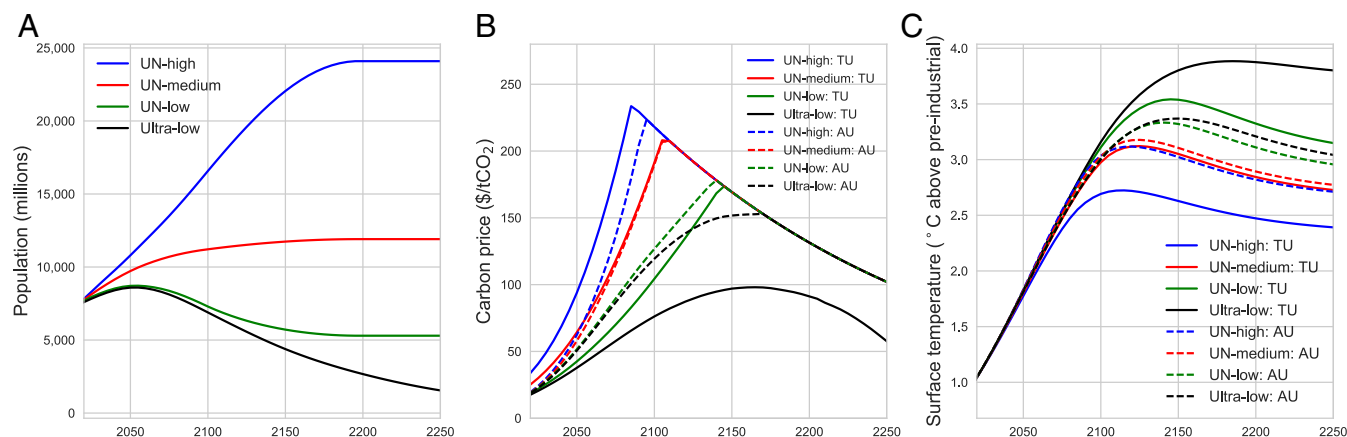 A
Population (millions)
25,000
20,000
15,000
10,000
5,000
0
2050
2100
2150
2200
2250
UN-high
UN-medium
UN-low
Ultra-low
B
Carbon price ($/tCO₂)
250
200
150
100
50
0
2050
2100
2150
2200
2250
UN-high: TU
UN-medium: TU
UN-low: TU
Ultra-low: TU
UN-high: AU
UN-medium: AU
UN-low: AU
Ultra-low: AU
C
Surface temperature (°C above pre-industrial)
4.0
3.5
3.0
2.5
2.0
1.5
1.0
2050
2100
2150
2200
2250
UN-high: TU
UN-medium: TU
UN-low: TU
Ultra-low: TU
UN-high: AU
UN-medium: AU
UN-low: AU
Ultra-low: AU